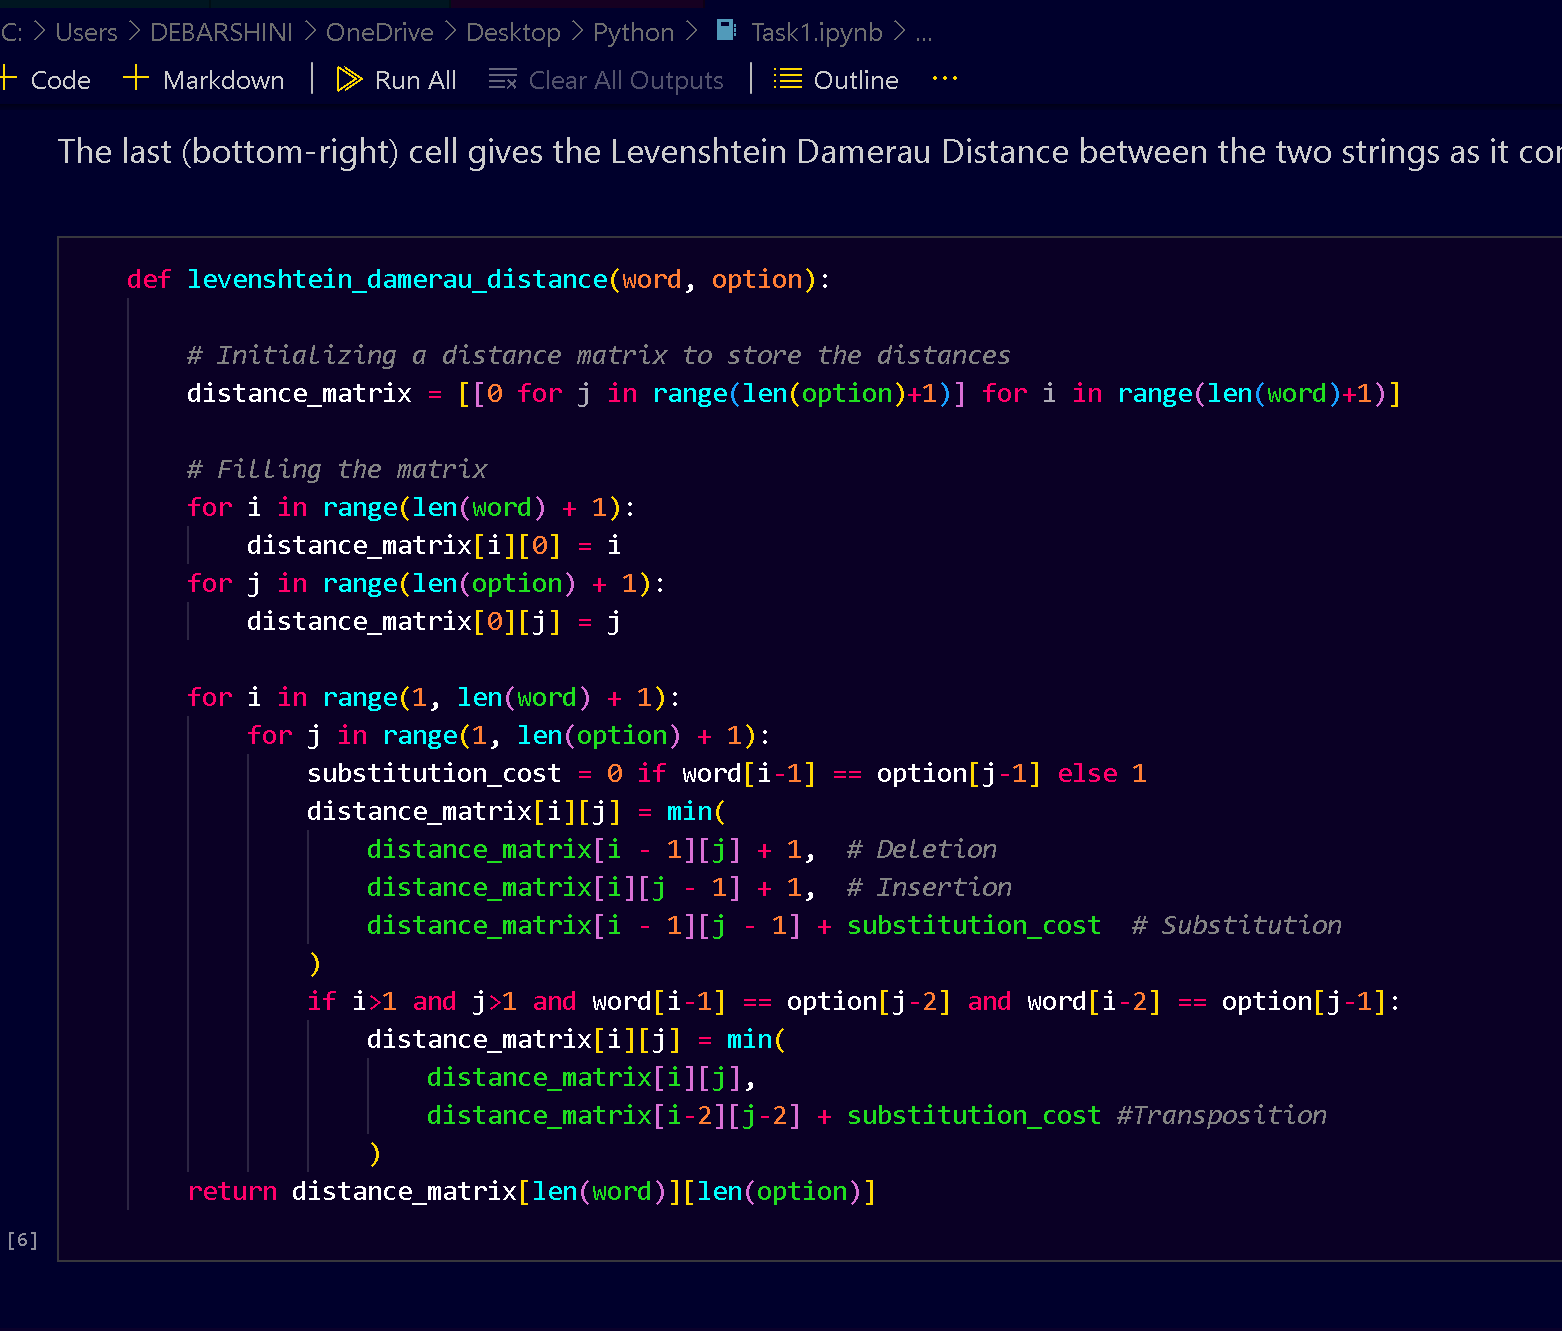 C: > Users > DEBARSHINI > OneDrive > Desktop > Python > Task1.ipynb > ...
+ Code + Markdown | Run All Clear All Outputs | Outline ...
The last (bottom-right) cell gives the Levenshtein Damerau Distance between the two strings as it
def levenshtein_damerau_distance(word, option):
# Initializing a distance matrix to store the distances
distance_matrix = [[0 for j in range(len(option)+1)] for i in range(len(word)+1)]
# Filling the matrix
for i in range(len(word) + 1):
distance_matrix[i][0] = i
for j in range(len(option) + 1):
distance_matrix[0][j] = j
for i in range(1, len(word) + 1):
for j in range(1, len(option) + 1):
substitution_cost = 0 if word[i-1] == option[j-1] else 1
distance_matrix[i][j] = min(
distance_matrix[i - 1][j] + 1, # Deletion
distance_matrix[i][j - 1] + 1, # Insertion
distance_matrix[i - 1][j - 1] + substitution_cost # Substitution
)
if i>1 and j>1 and word[i-1] == option[j-2] and word[i-2] == option[j-1]:
distance_matrix[i][j] = min(
distance_matrix[i][j],
distance_matrix[i-2][j-2] + substitution_cost #Transposition
)
return distance_matrix[len(word)][len(option)]
[6]